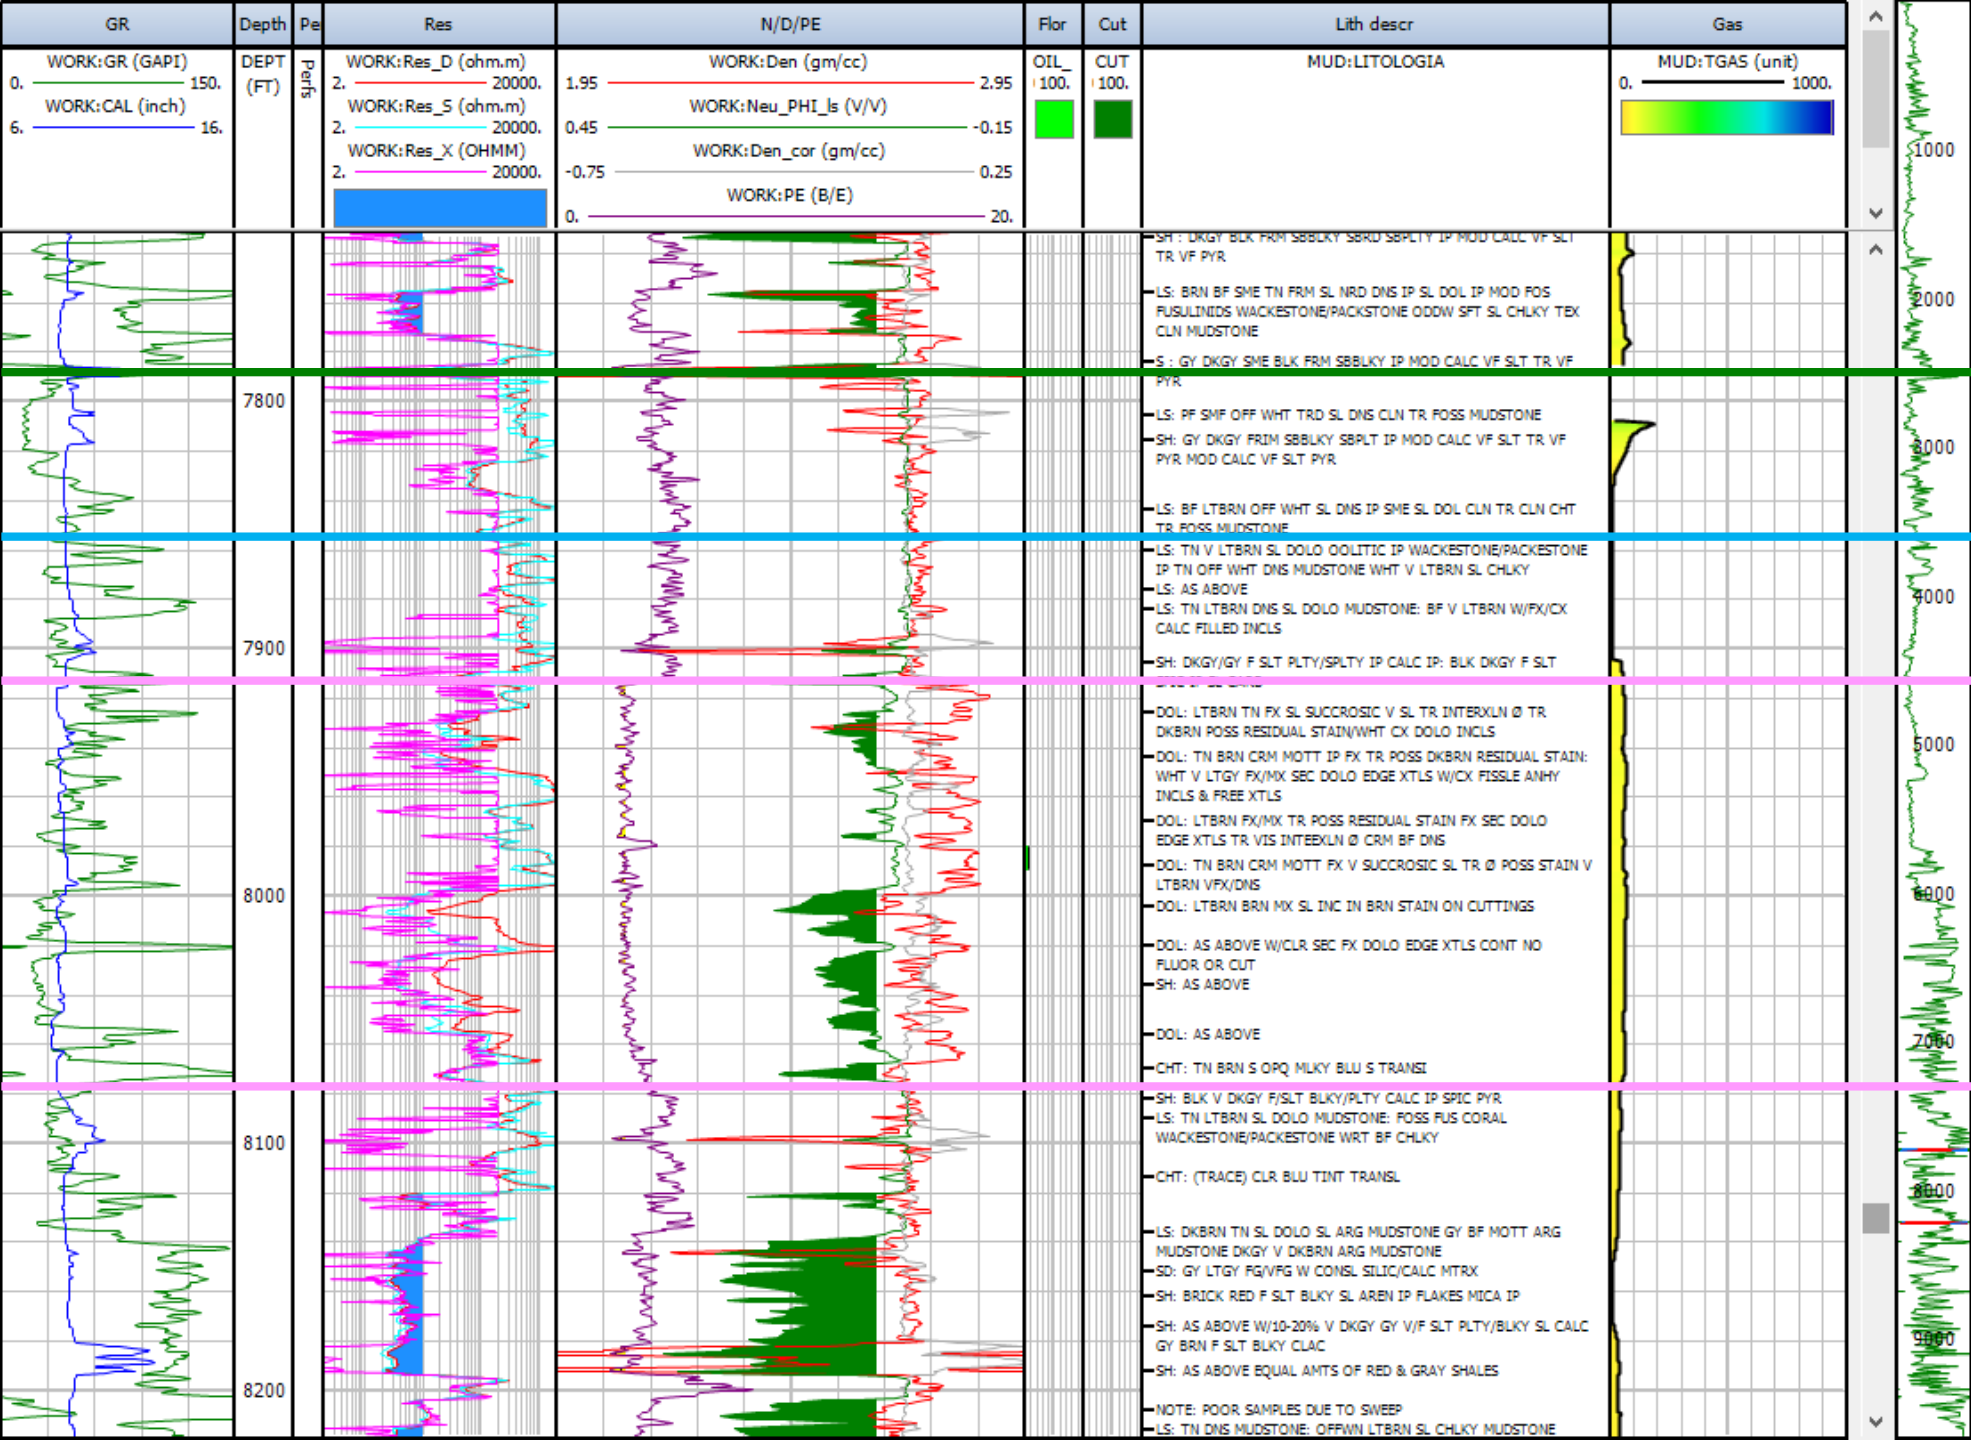 GR Depth Pe Res N/D/PE Flor Cut Lith descr Gas
WORK:GR (GAPI)
0. 150.
WORK:CAL (inch)
6. 16.
DEPT
(FT)
Perfs
WORK:Res_D (ohm.m)
2. 20000.
WORK:Res_S (ohm.m)
2. 20000.
WORK:Res_X (OHMM)
2. 20000.
WORK:Den (gm/cc)
1.95 2.95
WORK:Neu_PHI_ls (V/V)
0.45 -0.15
WORK:Den_cor (gm/cc)
-0.75 0.25
WORK:PE (B/E)
0. 20.
OIL_
100.
CUT
100.
MUD:LITOLOGIA
MUD:TGAS (unit)
0. 1000.
7800
7900
8000
8100
8200
SH : DKGY BLK FRM SBBLKY SBRD SBPLTY IP MOD CALC VF SLT
TR VF PYR
LS: BRN BF SME TN FRM SL NRD DNS IP SL DOL IP MOD FOS
FUSULINIDS WACKESTONE/PACKSTONE ODDW SFT SL CHLKY TEX
CLN MUDSTONE
S : GY DKGY SME BLK FRM SBBLKY IP MOD CALC VF SLT TR VF
PYR
LS: PF SMF OFF WHT TRD SL DNS CLN TR FOSS MUDSTONE
SH: GY DKGY FRIM SBBLKY SBPLT IP MOD CALC VF SLT TR VF
PYR MOD CALC VF SLT PYR
LS: BF LTBRN OFF WHT SL DNS IP SME SL DOL CLN TR CLN CHT
TR FOSS MUDSTONE
LS: TN V LTBRN SL DOLO OOLITIC IP WACKESTONE/PACKESTONE
IP TN OFF WHT DNS MUDSTONE WHT V LTBRN SL CHLKY
LS: AS ABOVE
LS: TN LTBRN DNS SL DOLO MUDSTONE: BF V LTBRN W/FX/CX
CALC FILLED INCLS
SH: DKGY/GY F SLT PLTY/SPLTY IP CALC IP: BLK DKGY F SLT
DOL: LTBRN TN FX SL SUCCROSIC V SL TR INTERXLN Ø TR
DKBRN POSS RESIDUAL STAIN/WHT CX DOLO INCLS
DOL: TN BRN CRM MOTT IP FX TR POSS DKBRN RESIDUAL STAIN:
WHT V LTGY FX/MX SEC DOLO EDGE XTLS W/CX FISSLE ANHY
INCLS & FREE XTLS
DOL: LTBRN FX/MX TR POSS RESIDUAL STAIN FX SEC DOLO
EDGE XTLS TR VIS INTEEXLN Ø CRM BF DNS
DOL: TN BRN CRM MOTT FX V SUCCROSIC SL TR Ø POSS STAIN V
LTBRN VFX/DNS
DOL: LTBRN BRN MX SL INC IN BRN STAIN ON CUTTINGS
DOL: AS ABOVE W/CLR SEC FX DOLO EDGE XTLS CONT NO
FLUOR OR CUT
SH: AS ABOVE
DOL: AS ABOVE
CHT: TN BRN S OPQ MLKY BLU S TRANSI
SH: BLK V DKGY F/SLT BLKY/PLTY CALC IP SPIC PYR
LS: TN LTBRN SL DOLO MUDSTONE: FOSS FUS CORAL
WACKESTONE/PACKESTONE WRT BF CHLKY
CHT: (TRACE) CLR BLU TINT TRANSL
LS: DKBRN TN SL DOLO SL ARG MUDSTONE GY BF MOTT ARG
MUDSTONE DKGY V DKBRN ARG MUDSTONE
SD: GY LTGY FG/VFG W CONSL SILIC/CALC MTRX
SH: BRICK RED F SLT BLKY SL AREN IP FLAKES MICA IP
SH: AS ABOVE W/10-20% V DKGY GY V/F SLT PLTY/BLKY SL CALC
GY BRN F SLT BLKY CLAC
SH: AS ABOVE EQUAL AMTS OF RED & GRAY SHALES
NOTE: POOR SAMPLES DUE TO SWEEP
LS: TN DNS MUDSTONE: OFFWN LTBRN SL CHLKY MUDSTONE
1000
2000
3000
4000
5000
6000
7000
8000
9000